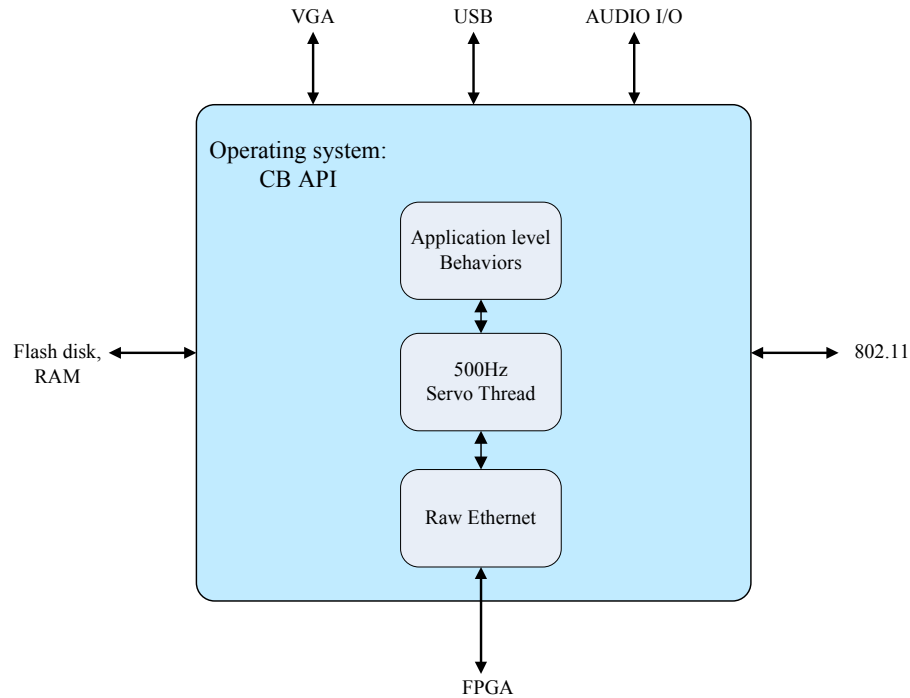 VGA
USB
AUDIO I/O
Operating system:
CB API
Application level
Behaviors
Flash disk,
RAM
500Hz
Servo Thread
802.11
Raw Ethernet
FPGA